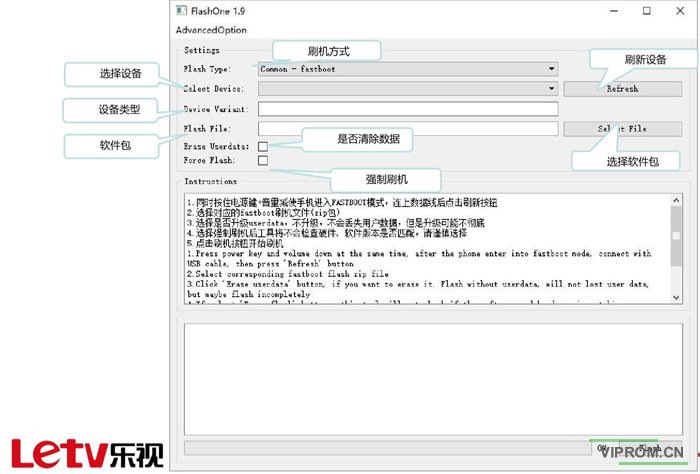 FlashOne 1.9
AdvancedOption
Settings
刷机方式
Flash Type:
Common - fastboot
选择设备
刷新设备
Select Device:
Refresh
设备类型
Device Variant:
软件包
Flash File:
Select File
Erase Userdata:
是否清除数据
Force Flash:
选择软件包
强制刷机
Instructions
1.同时按住电源键+音量减使手机进入FASTBOOT模式，连上数据线后点击刷新按钮
2.选择对应的fastboot刷机文件(zip包)
3.选择是否升级userdata，不升级，不会丢失用户数据，但是升级可能不彻底
4.选择强制刷机后工具将不会检查硬件，软件版本是否匹配，请谨慎选择
5.点击刷机按钮开始刷机
1.Press power key and volume down at the same time, after the phone enter into fastboot mode, connect with
USB cable, then press 'Refresh' button
2.Select corresponding fastboot flash zip file
3.Click 'Erase userdata' button, if you want to erase it. Flash without userdata, will not lost user data,
but maybe flash incompletely
0%
Flash
VIPROM.CN
Letv乐视